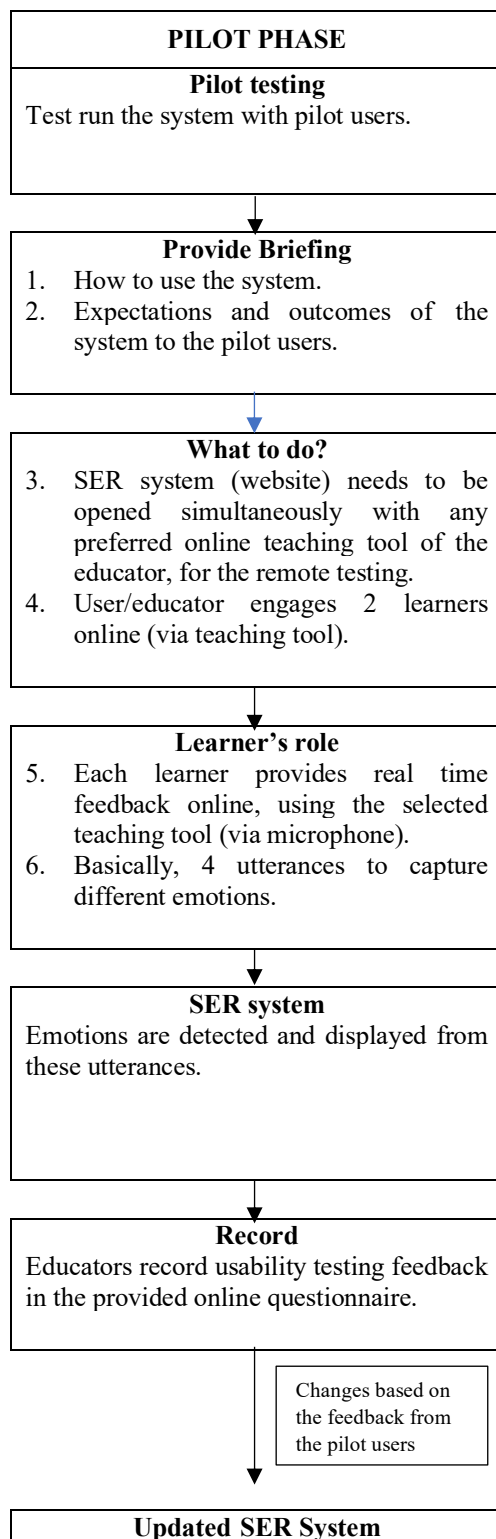 PILOT PHASE
Pilot testing
Test run the system with pilot users.
Provide Briefing
1. How to use the system.
2. Expectations and outcomes of the
system to the pilot users.
What to do?
3. SER system (website) needs to be
opened simultaneously with any
preferred online teaching tool of the
educator, for the remote testing.
4. User/educator engages 2 learners
online (via teaching tool).
Learner's role
5. Each learner provides real time
feedback online, using the selected
teaching tool (via microphone).
6. Basically, 4 utterances to capture
different emotions.
SER system
Emotions are detected and displayed from
these utterances.
Record
Educators record usability testing feedback
in the provided online questionnaire.
Changes based on
the feedback from
the pilot users
Updated SER System